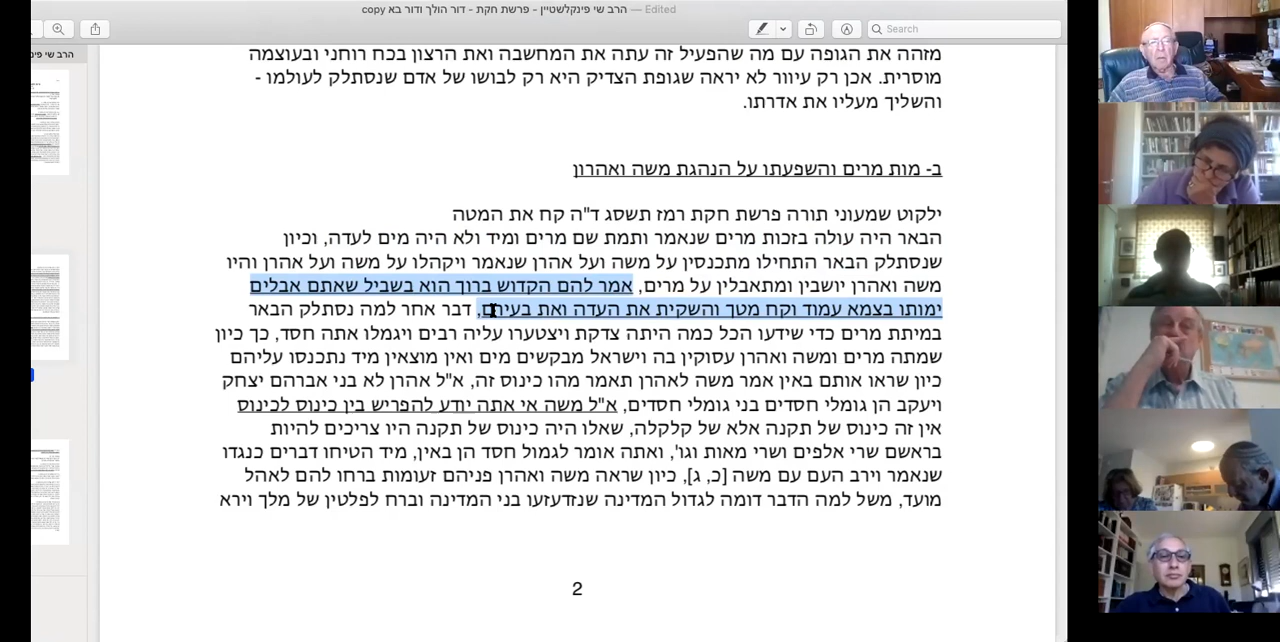 הרב שי פינקלשטיין - פרשת חקת - דור הולך ודור בא copy — Edited
Search
הרב שי פינ
מזהה את הגופה עם מה שהפעיל זה עתה את המחשבה ואת הרצון בכח רוחני ובעוצמה
מוסרית. אכן רק עיוור לא יראה שגופת הצדיק היא רק לבושו של אדם שנסתלק לעולמו -
והשליך מעליו את אדרתו.
ב- מות מרים והשפעתו על הנהגת משה ואהרון
ילקוט שמעוני תורה פרשת חקת רמז תשסג ד"ה קח את המטה
הבאר היה עולה בזכות מרים שנאמר ותמת שם מרים ומיד ולא היה מים לעדה, וכיון
שנסתלק הבאר התחילו מתכנסין על משה ועל אהרן שנאמר ויקהלו על משה ועל אהרן והיו
משה ואהרן יושבין ומתאבלין על מרים, אמר להם הקדוש ברוך הוא בשביל שאתם אבלים
ימותו בצמא עמוד וקח מטך והשקית את העדה ואת בעירם דבר אחר למה נסתלק הבאר
במיתת מרים כדי שידעו הכל כמה היתה צדקת ויצטערו עליה רבים ויגמלו אתה חסד, כך כיון
שמתה מרים ומשה ואהרן עסוקין בה וישראל מבקשים מים ואין מוצאין מיד נתכנסו עליהם
כיון שראו אותם באין אמר משה לאהרן תאמר מהו כינוס זה, א"ל אהרן לא בני אברהם יצחק
ויעקב הן גומלי חסדים בני גומלי חסדים, א"ל משה אי אתה יודע להפריש בין כינוס לכינוס
אין זה כינוס של תקנה אלא של קלקלה, שאלו היה כינוס של תקנה היו צריכים להיות
בראשם שרי אלפים ושרי מאות וגו', ואתה אומר לגמול חסד הן באין, מיד הטיחו דברים כנגדו
שנאמר וירב העם עם משה [כ, ג], כיון שראה משה ואהרן פניהם זעומות ברחו להם לאהל
מועד, משל למה הדבר דומה לגדול המדינה שנזדעזעו בני המדינה וברח לפלטין של מלך וירא
2